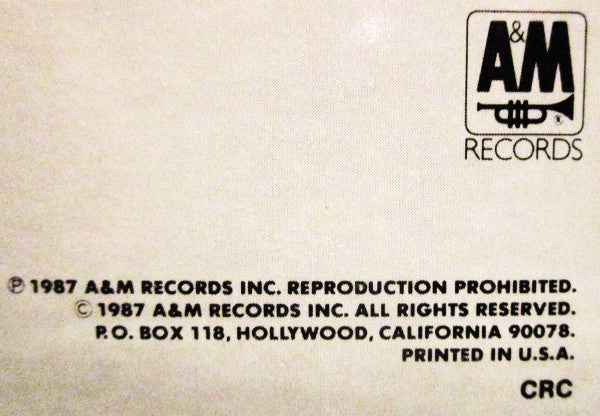 A&M
RECORDS
℗ 1987 A&M RECORDS INC. REPRODUCTION PROHIBITED.
© 1987 A&M RECORDS INC. ALL RIGHTS RESERVED.
P.O. BOX 118, HOLLYWOOD, CALIFORNIA 90078.
PRINTED IN U.S.A.
CRC